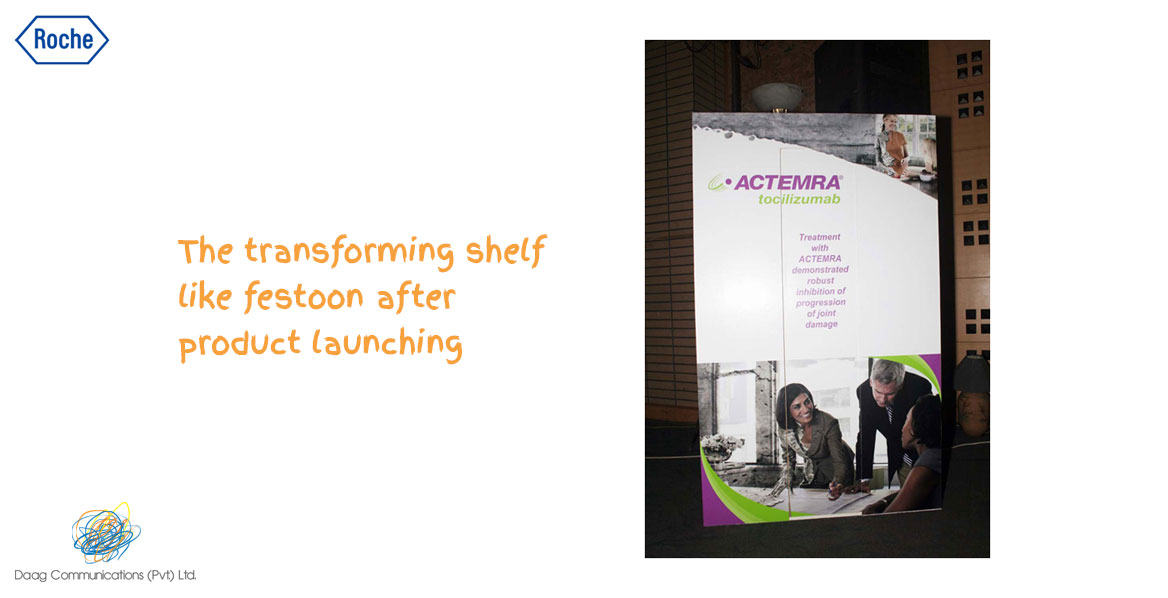 Roche
The transforming shelf
like festoon after
product launching
ACTEMRA®
tocilizumab
Treatment
with
ACTEMRA
demonstrated
robust
inhibition of
progression
of joint
damage
Daag Communications (Pvt) Ltd.